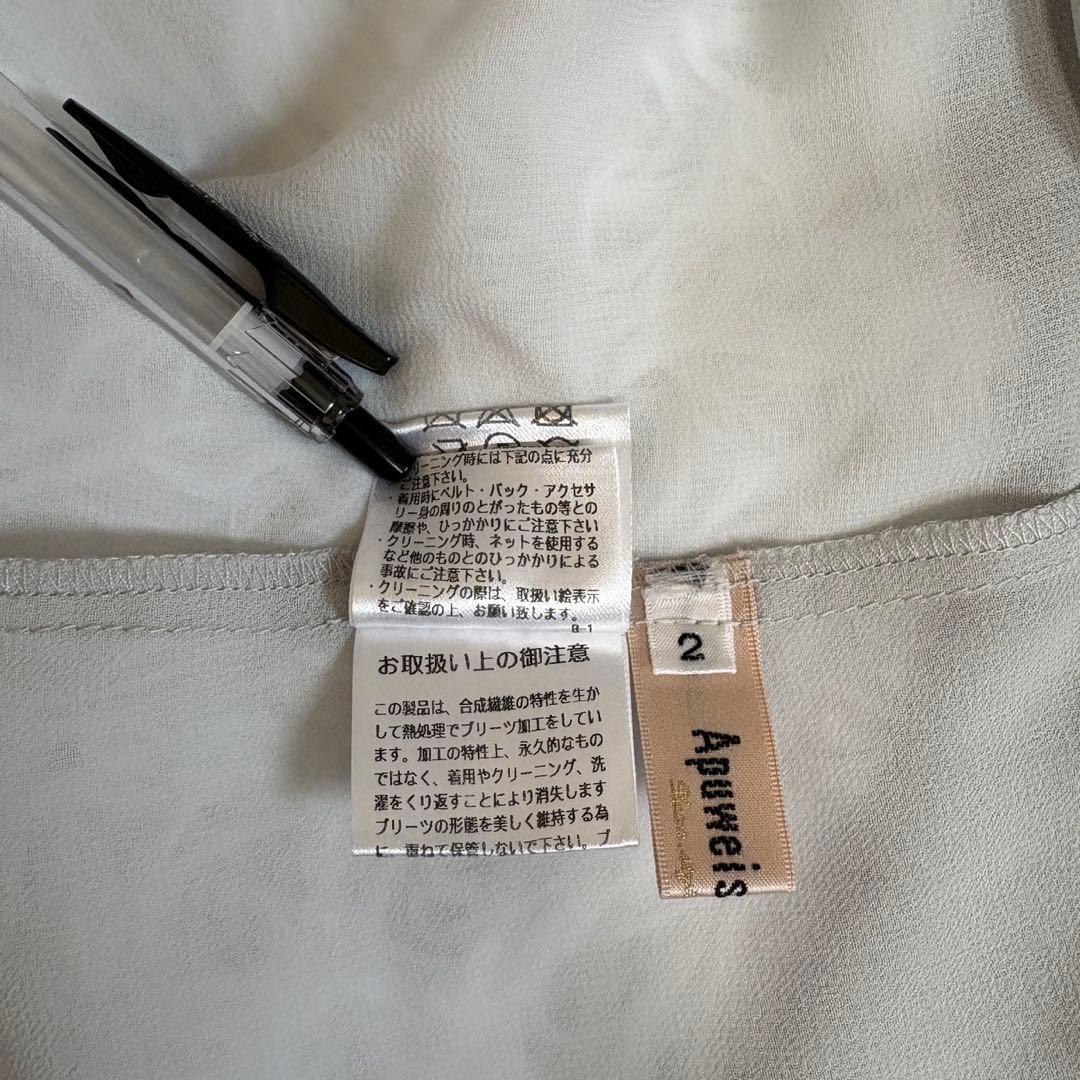 クリーニング時には下記の点に充分
ご注意下さい。
・着用時にベルト・バック・アクセサ
リー身の周りのとがったもの等との
摩擦や、ひっかかりにご注意下さい
・クリーニング時、ネットを使用する
など他のものとのひっかかりによる
事故にご注意下さい。
・クリーニングの際は、取扱い絵表示
をご確認の上、お願い致します。
B-1
お取扱い上の御注意
この製品は、合成繊維の特性を生か
して熱処理でプリーツ加工をしてい
ます。加工の特性上、永久的なもの
ではなく、着用やクリーニング、洗
濯をくり返すことにより消失します
プリーツの形態を美しく維持する為
に、重ねて保管しないで下さい。プ
2
Apuweis